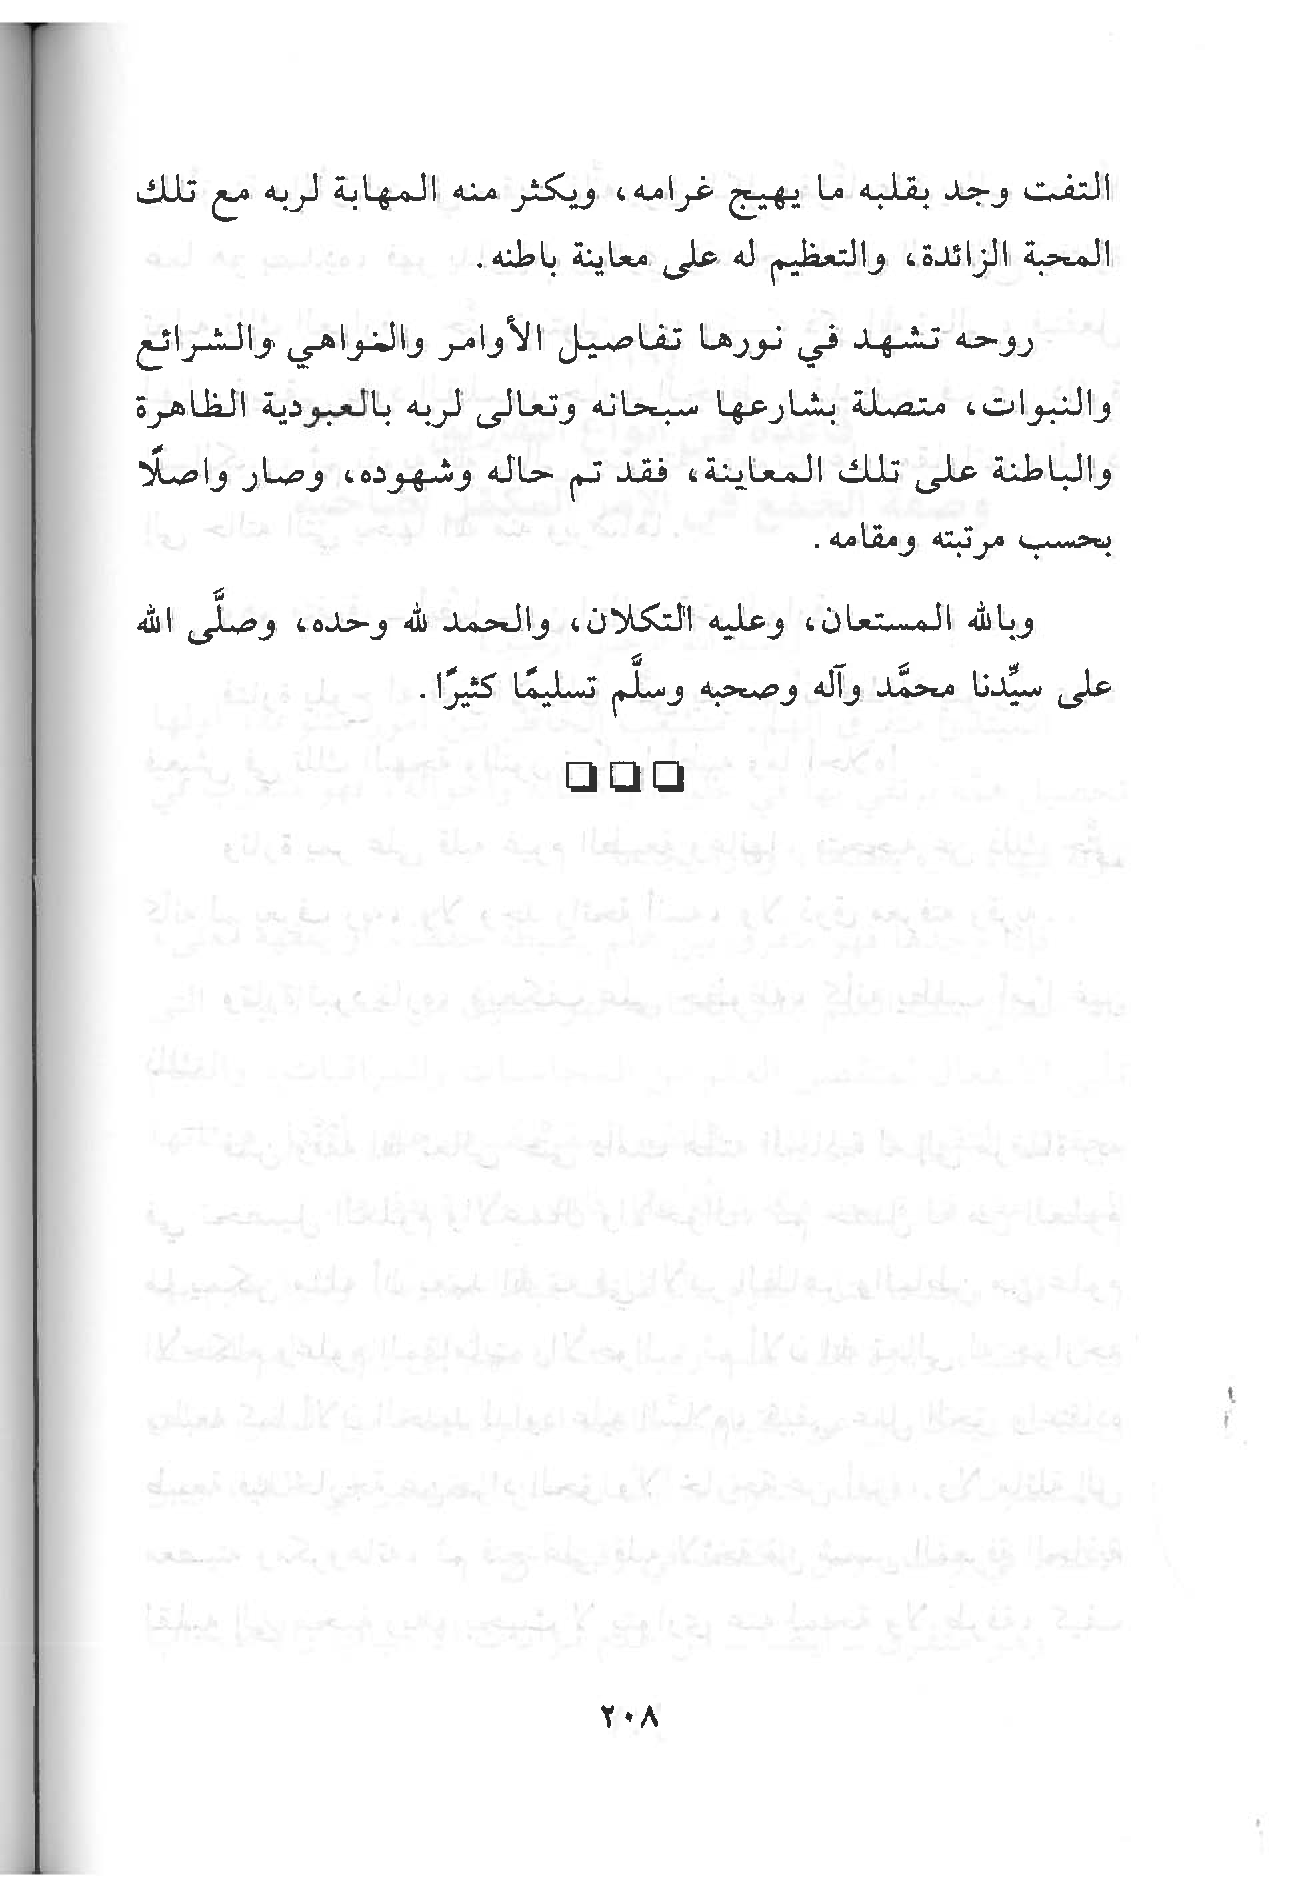 التفت وجد بقلبه ما يهيج غرامه، ويكثر منه المهابة لربه مع تلك
المحبة الزائدة، والتعظيم له على معاينة باطنه.
روحه تشهد في نورها تفاصيل الأوامر والنواهي والشرائع
والنبوات، متصلة بشارعها سبحانه وتعالى لربه بالعبودية الظاهرة
والباطنة على تلك المعاينة، فقد تم حاله وشهوده، وصار واصلًا
بحسب مرتبته ومقامه.
وبالله المستعان، وعليه التكلان، والحمد لله وحده، وصلَّى الله
على سيِّدنا محمَّد وآله وصحبه وسلَّم تسليمًا كثيرًا.
٢٠٨